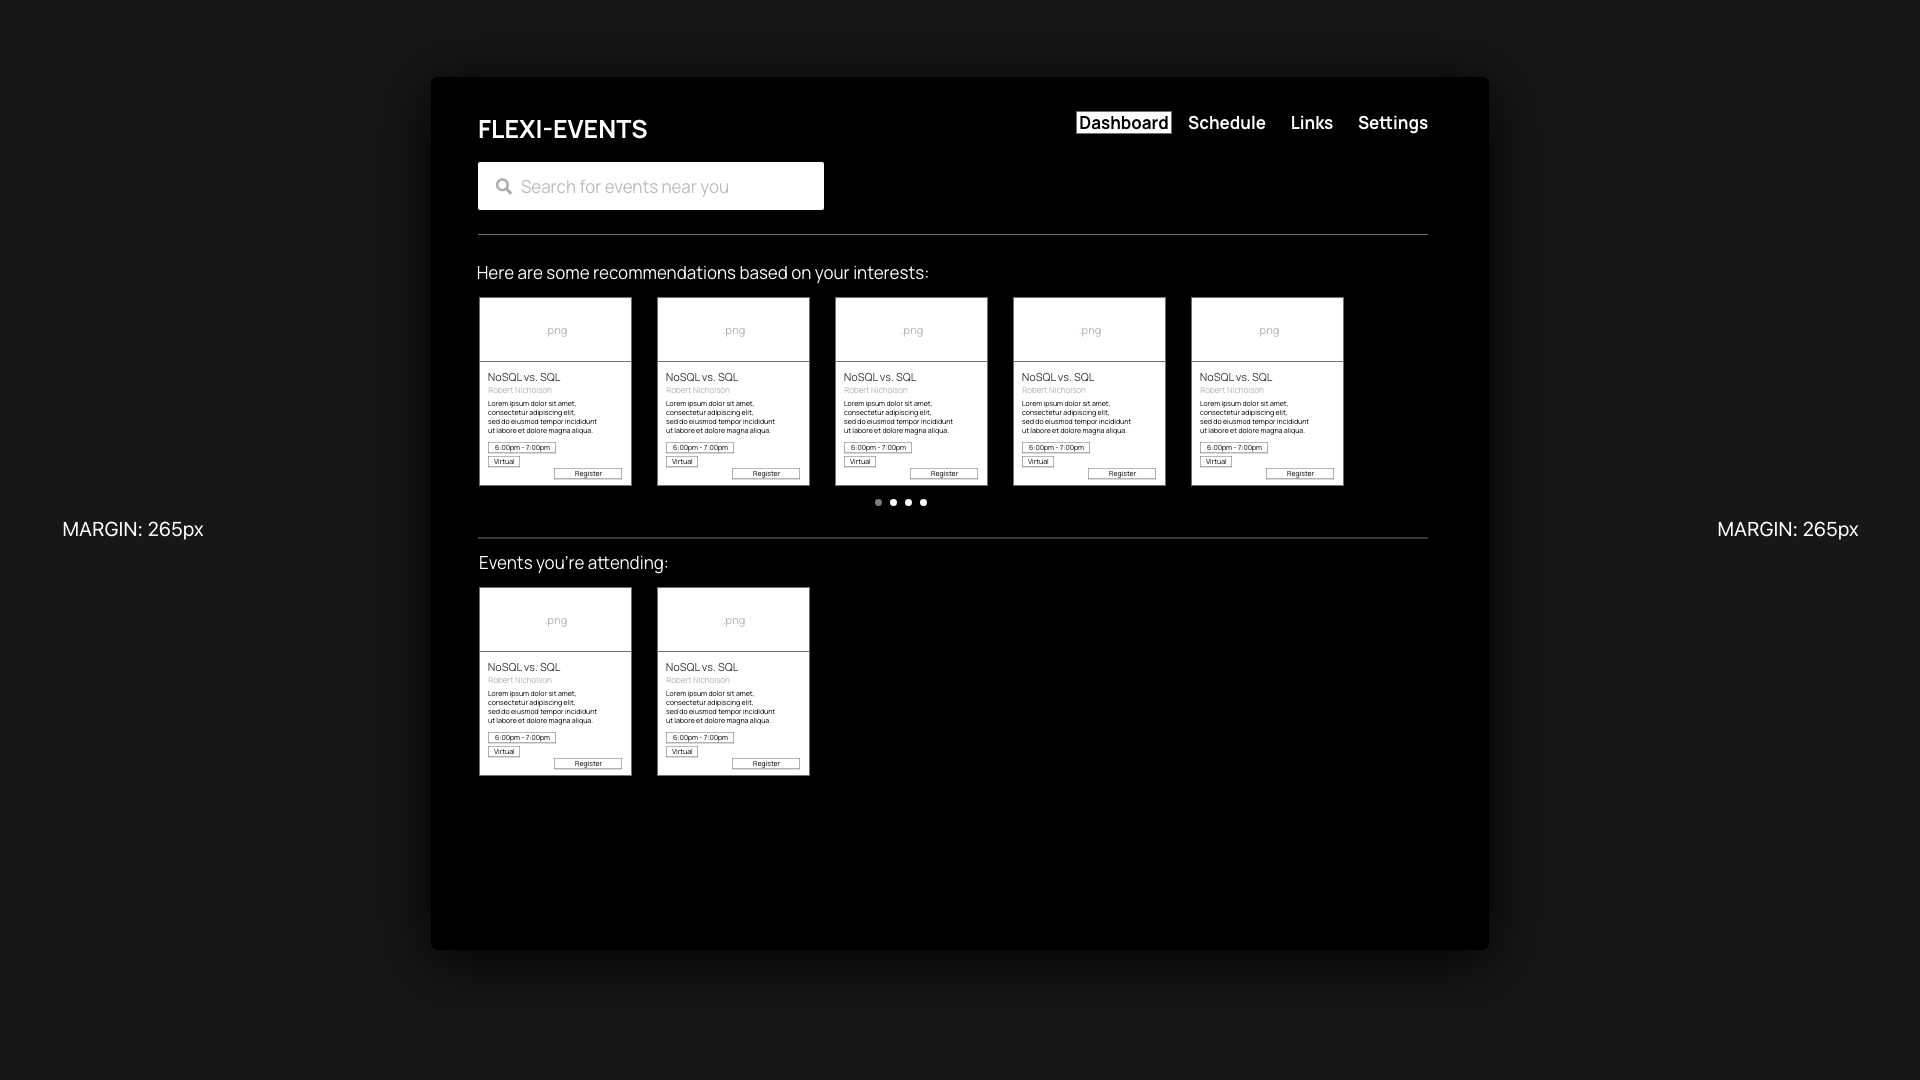 FLEXI-EVENTS
Dashboard Schedule Links Settings
Search for events near you
Here are some recommendations based on your interests:
.png .png .png .png .png
NoSQL vs. SQL NoSQL vs. SQL NoSQL vs. SQL NoSQL vs. SQL NoSQL vs. SQL
Robert Nicholson Robert Nicholson Robert Nicholson Robert Nicholson Robert Nicholson
Lorem ipsum dolor sit amet, Lorem ipsum dolor sit amet, Lorem ipsum dolor sit amet, Lorem ipsum dolor sit amet, Lorem ipsum dolor sit amet,
consectetur adipiscing elit, consectetur adipiscing elit, consectetur adipiscing elit, consectetur adipiscing elit, consectetur adipiscing elit,
sed do eiusmod tempor incididunt sed do eiusmod tempor incididunt sed do eiusmod tempor incididunt sed do eiusmod tempor incididunt sed do eiusmod tempor incididunt
ut labore et dolore magna aliqua. ut labore et dolore magna aliqua. ut labore et dolore magna aliqua. ut labore et dolore magna aliqua. ut labore et dolore magna aliqua.
6:00pm - 7:00pm 6:00pm - 7:00pm 6:00pm - 7:00pm 6:00pm - 7:00pm 6:00pm - 7:00pm
Virtual Virtual Virtual Virtual Virtual
Register Register Register Register Register
MARGIN: 265px MARGIN: 265px
Events you're attending:
.png .png
NoSQL vs. SQL NoSQL vs. SQL
Robert Nicholson Robert Nicholson
Lorem ipsum dolor sit amet, Lorem ipsum dolor sit amet,
consectetur adipiscing elit, consectetur adipiscing elit,
sed do eiusmod tempor incididunt sed do eiusmod tempor incididunt
ut labore et dolore magna aliqua. ut labore et dolore magna aliqua.
6:00pm - 7:00pm 6:00pm - 7:00pm
Virtual Virtual
Register Register